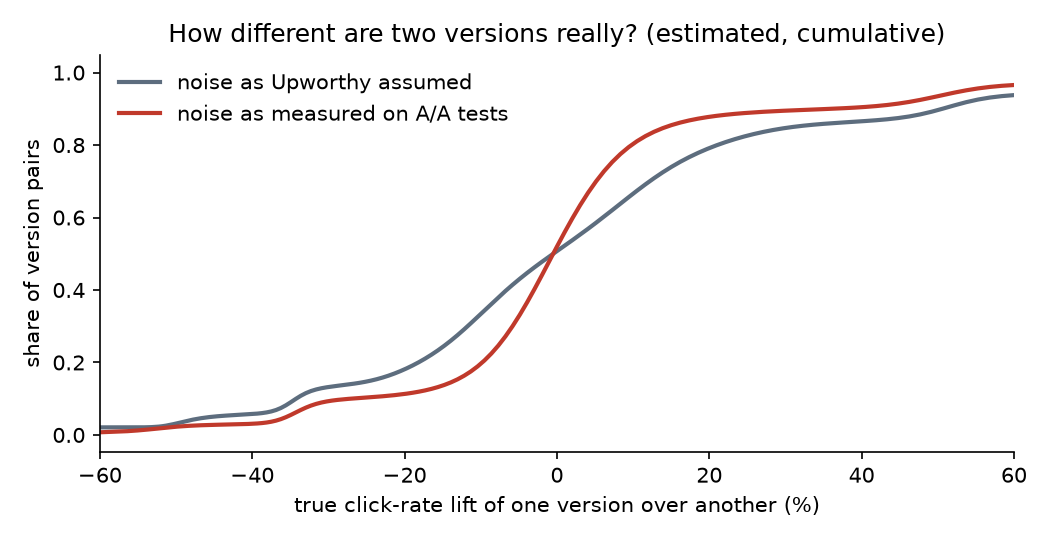 How different are two versions really? (estimated, cumulative)
noise as Upworthy assumed
noise as measured on A/A tests
share of version pairs
1.0
0.8
0.6
0.4
0.2
0.0
−60
−40
−20
0
20
40
60
true click-rate lift of one version over another (%)